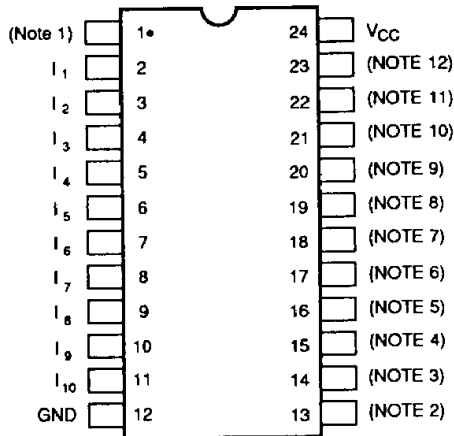 (Note 1) 1 24 VCC
I1 2 23 (NOTE 12)
I2 3 22 (NOTE 11)
I3 4 21 (NOTE 10)
I4 5 20 (NOTE 9)
I5 6 19 (NOTE 8)
I6 7 18 (NOTE 7)
I7 8 17 (NOTE 6)
I8 9 16 (NOTE 5)
I9 10 15 (NOTE 4)
I10 11 14 (NOTE 3)
GND 12 13 (NOTE 2)